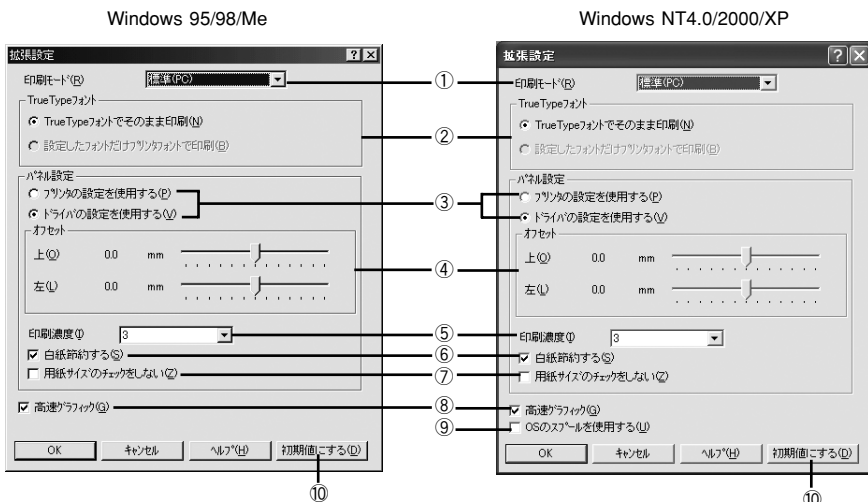 Windows 95/98/Me
Windows NT4.0/2000/XP
拡張設定
印刷モード(R)
標準(PC)
TrueTypeフォント
TrueTypeフォントでそのまま印刷(N)
設定したフォントだけプリンタフォントで印刷(B)
パネル設定
プリンタの設定を使用する(P)
ドライバの設定を使用する(V)
オフセット
上(O) 0.0 mm
左(L) 0.0 mm
印刷濃度(I) 3
白紙節約する(S)
用紙サイズのチェックをしない(Z)
高速グラフィック(G)
OK キャンセル ヘルプ(H) 初期値にする(D)
①
②
③
④
⑤
⑥
⑦
⑧
⑨
⑩
拡張設定
印刷モード(R)
標準(PC)
TrueTypeフォント
TrueTypeフォントでそのまま印刷(N)
設定したフォントだけプリンタフォントで印刷(B)
パネル設定
プリンタの設定を使用する(P)
ドライバの設定を使用する(V)
オフセット
上(O) 0.0 mm
左(L) 0.0 mm
印刷濃度(I) 3
白紙節約する(S)
用紙サイズのチェックをしない(Z)
高速グラフィック(G)
OSのスプールを使用する(U)
OK キャンセル ヘルプ(H) 初期値にする(D)
⑩